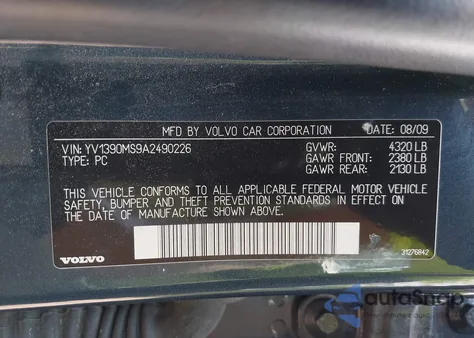 MFD BY VOLVO CAR CORPORATION DATE: 08/09
VIN: YV1390MS9A2490226 GVWR: 4320 LB
TYPE: PC GAWR FRONT: 2380 LB
GAWR REAR: 2130 LB
THIS VEHICLE CONFORMS TO ALL APPLICABLE FEDERAL MOTOR VEHICLE
SAFETY, BUMPER AND THEFT PREVENTION STANDARDS IN EFFECT ON
THE DATE OF MANUFACTURE SHOWN ABOVE.
VOLVO 31276842
autoSnap